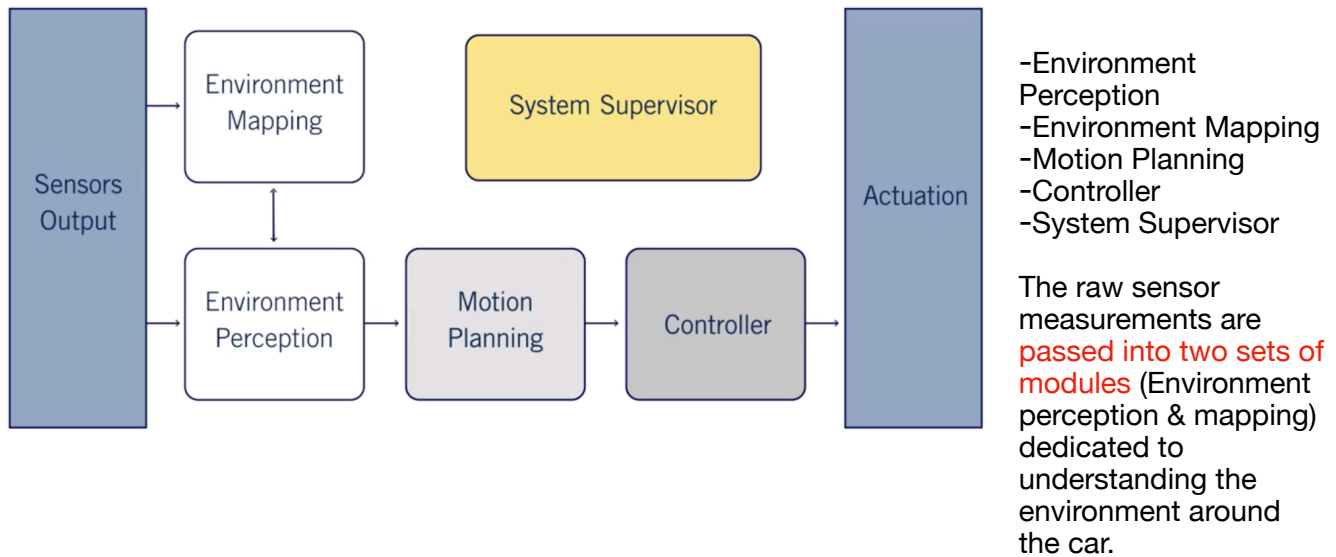 Sensors
Output
Environment
Mapping
Environment
Perception
System Supervisor
Motion
Planning
Controller
Actuation
-Environment
Perception
-Environment Mapping
-Motion Planning
-Controller
-System Supervisor
The raw sensor
measurements are
passed into two sets of
modules (Environment
perception & mapping)
dedicated to
understanding the
environment around
the car.